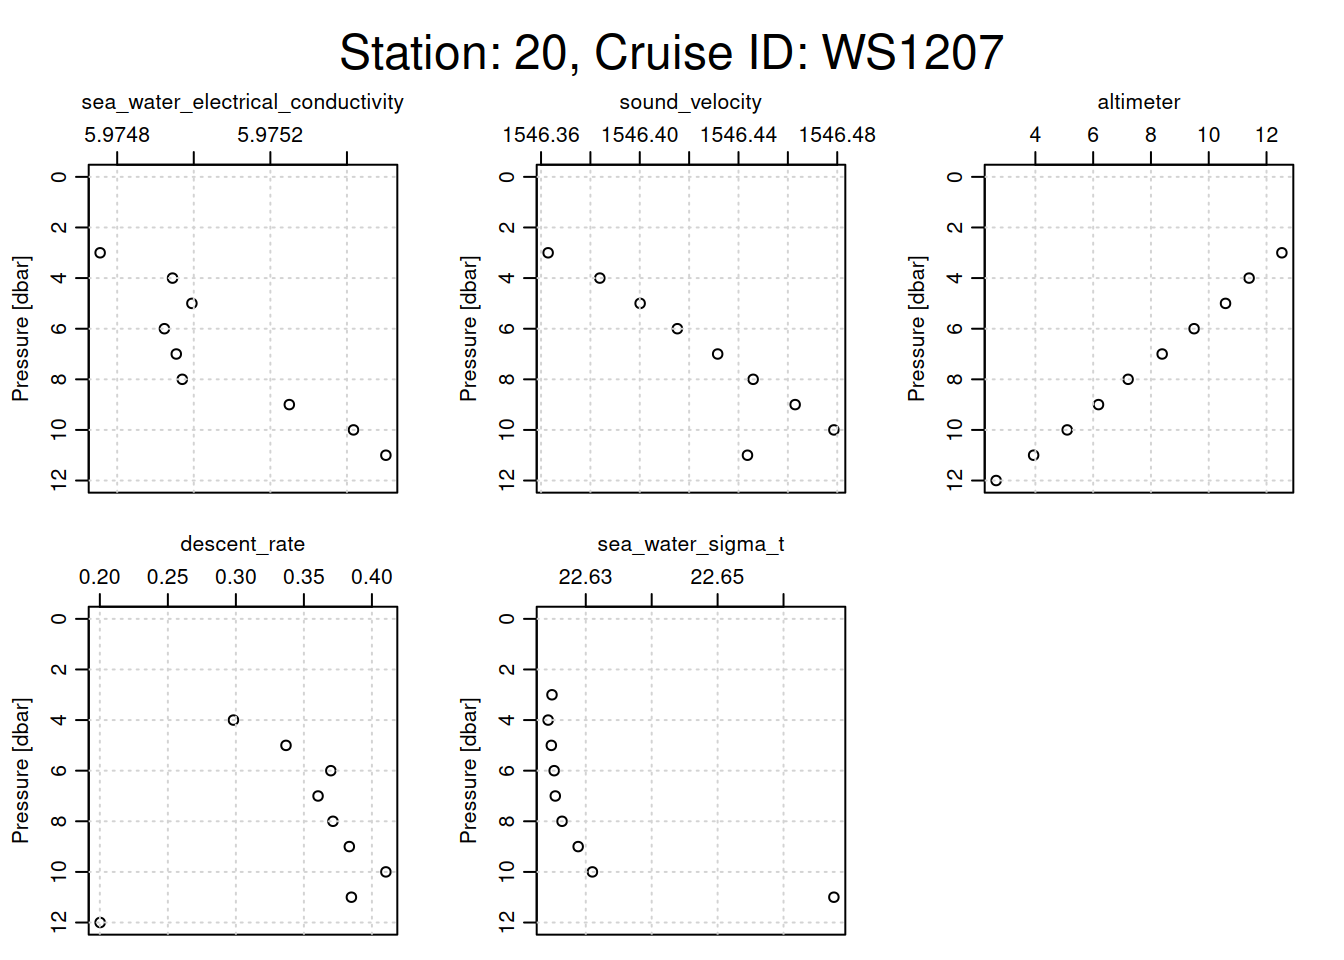 Station: 20, Cruise ID: WS1207
sea_water_electrical_conductivity
5.9748 5.9752
Pressure [dbar]
0 2 4 6 8 10 12
sound_velocity
1546.36 1546.40 1546.44 1546.48
Pressure [dbar]
0 2 4 6 8 10 12
altimeter
4 6 8 10 12
Pressure [dbar]
0 2 4 6 8 10 12
descent_rate
0.20 0.25 0.30 0.35 0.40
Pressure [dbar]
0 2 4 6 8 10 12
sea_water_sigma_t
22.63 22.65
Pressure [dbar]
0 2 4 6 8 10 12